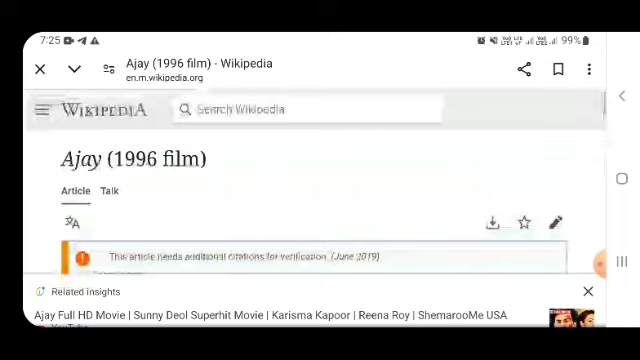 7:25 99%
Ajay (1996 film) - Wikipedia
en.m.wikipedia.org
WIKIPEDIA Search Wikipedia
Ajay (1996 film)
Article Talk
This article needs additional citations for verification. (June 2019)
Related insights
Ajay Full HD Movie | Sunny Deol Superhit Movie | Karisma Kapoor | Reena Roy | ShemarooMe USA
YouTube